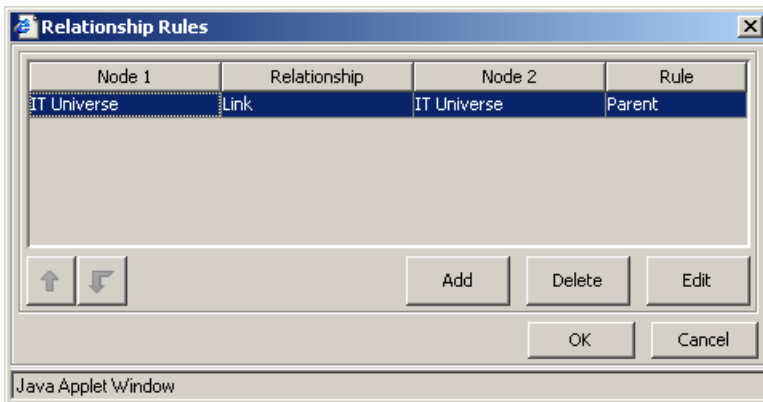 Relationship Rules
Node 1 Relationship Node 2 Rule
IT Universe Link IT Universe Parent
Add Delete Edit
OK Cancel
Java Applet Window